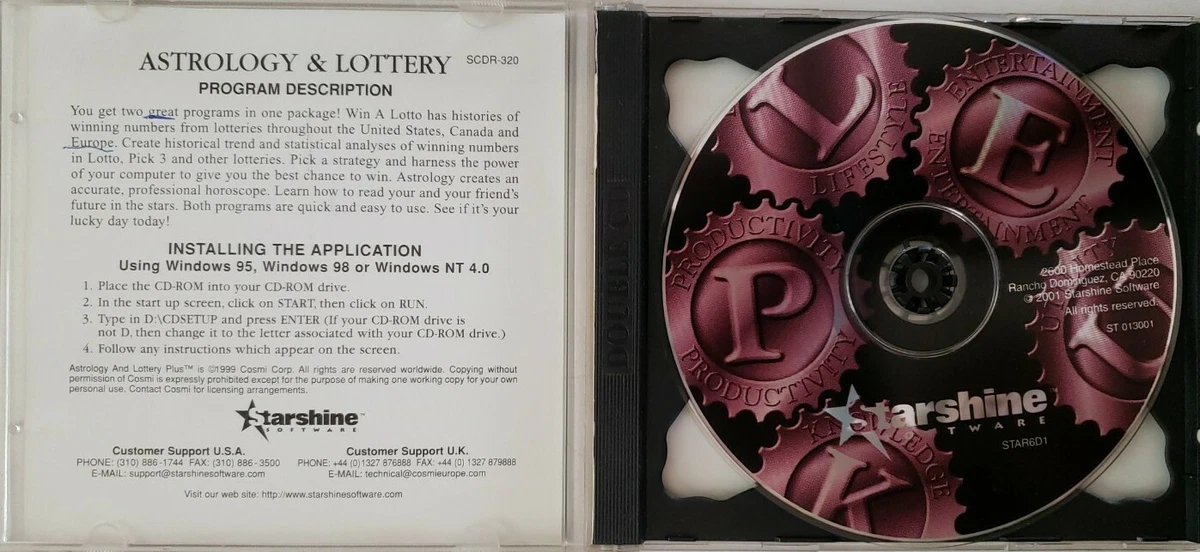 ASTROLOGY & LOTTERY SCDR-320
PROGRAM DESCRIPTION
You get two great programs in one package! Win A Lotto has histories of
winning numbers from lotteries throughout the United States, Canada and
Europe. Create historical trend and statistical analyses of winning numbers
in Lotto, Pick 3 and other lotteries. Pick a strategy and harness the power
of your computer to give you the best chance to win. Astrology creates an
accurate, professional horoscope. Learn how to read your and your friend's
future in the stars. Both programs are quick and easy to use. See if it's your
lucky day today!
INSTALLING THE APPLICATION
Using Windows 95, Windows 98 or Windows NT 4.0
1. Place the CD-ROM into your CD-ROM drive.
2. In the start up screen, click on START, then click on RUN.
3. Type in D:\CDSETUP and press ENTER (If your CD-ROM drive is
not D, then change it to the letter associated with your CD-ROM drive.)
4. Follow any instructions which appear on the screen.
Astrology And Lottery Plus™ is ©1999 Cosmi Corp. All rights are reserved worldwide. Copying without
permission of Cosmi is expressly prohibited except for the purpose of making one working copy for your own
personal use. Contact Cosmi for licensing arrangements.
Starshine™
SOFTWARE
Customer Support U.S.A.
PHONE: (310) 886-1744 FAX: (310) 886-3500
E-MAIL: support@starshinesoftware.com
Customer Support U.K.
PHONE: +44 (0)1327 876888 FAX: +44 (0) 1327 879888
E-MAIL: technical@cosmieurope.com
Visit our web site: http://www.starshinesoftware.com
L
LIFESTYLE
ENTERTAINMENT
E
ENTERTAINMENT
PRODUCTIVITY
P
PRODUCTIVITY
2600 Homestead Place
Rancho Dominguez, CA 90220
℗ 2001 Starshine Software
All rights reserved.
ST 013001
Starshine™
TWARE
STAR6D1
KNOWLEDGE
K